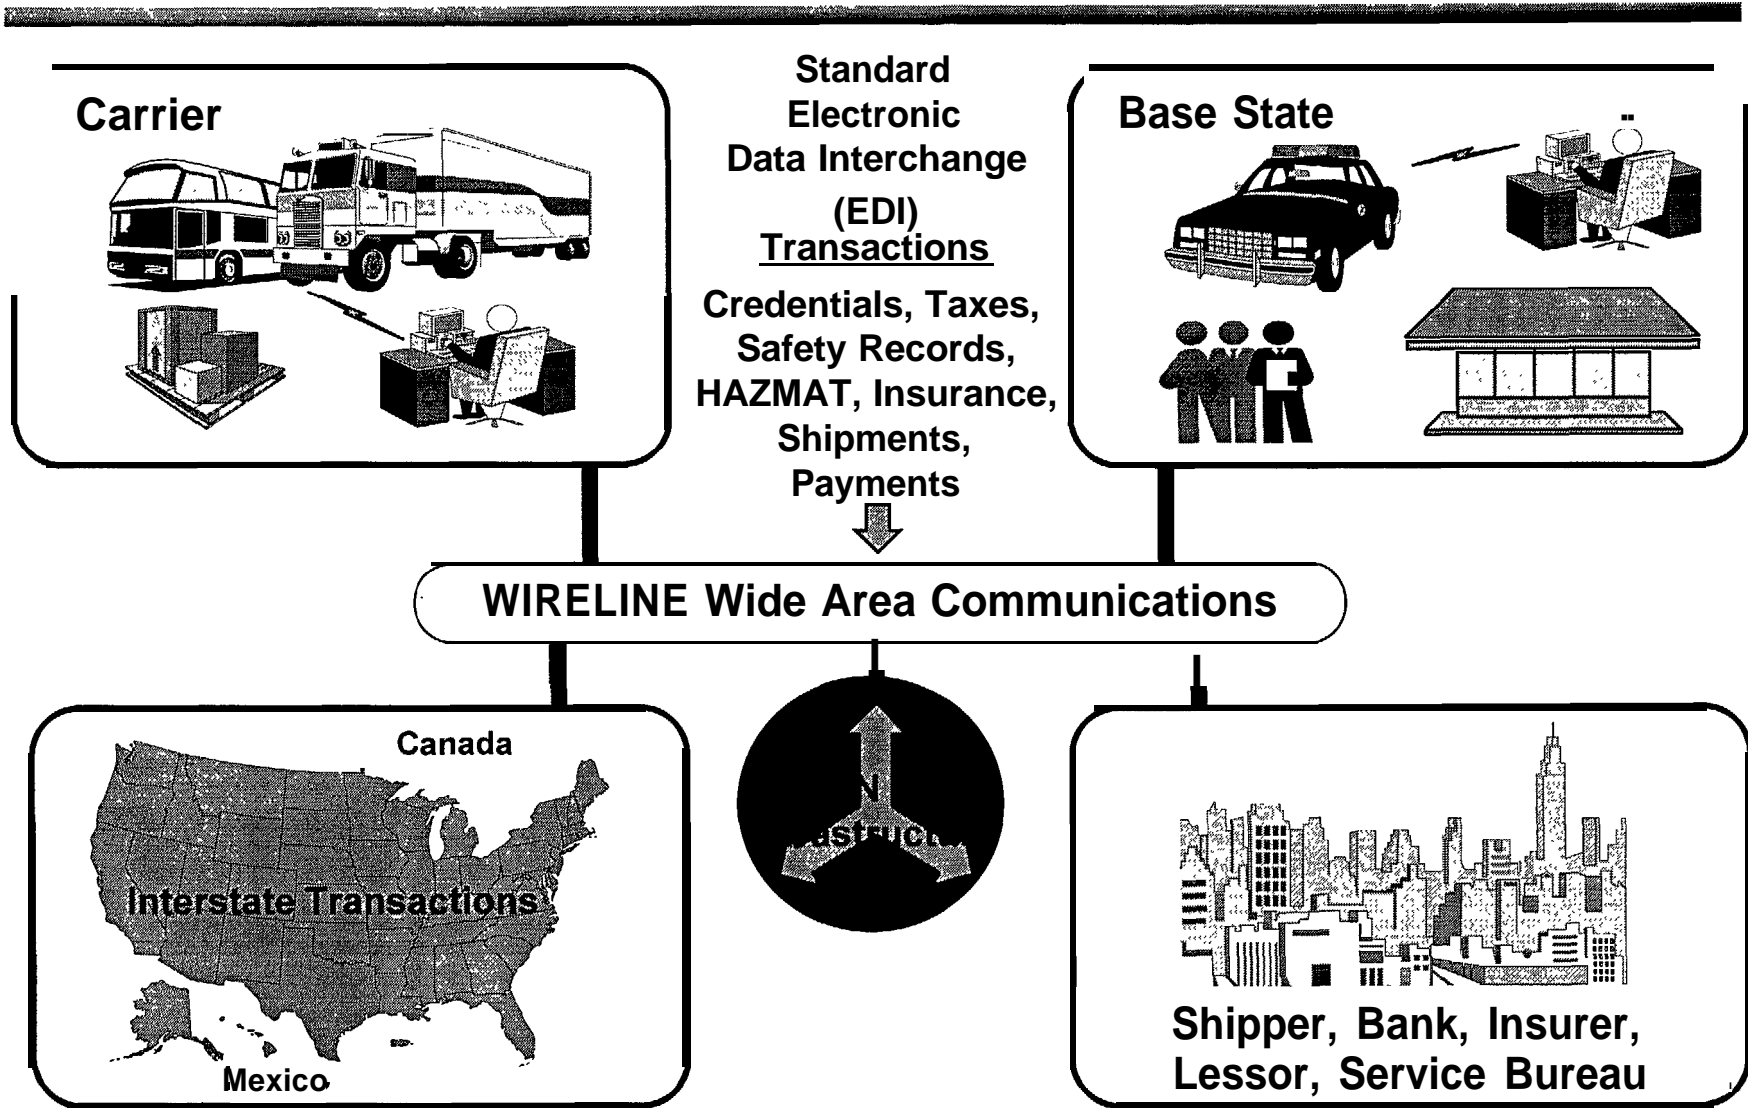 Carrier
Standard
Electronic
Data Interchange
(EDI)
Transactions
Credentials, Taxes,
Safety Records,
HAZMAT, Insurance,
Shipments,
Payments
Base State
WIRELINE Wide Area Communications
Canada
Interstate Transactions
Mexico
Shipper, Bank, Insurer,
Lessor, Service Bureau